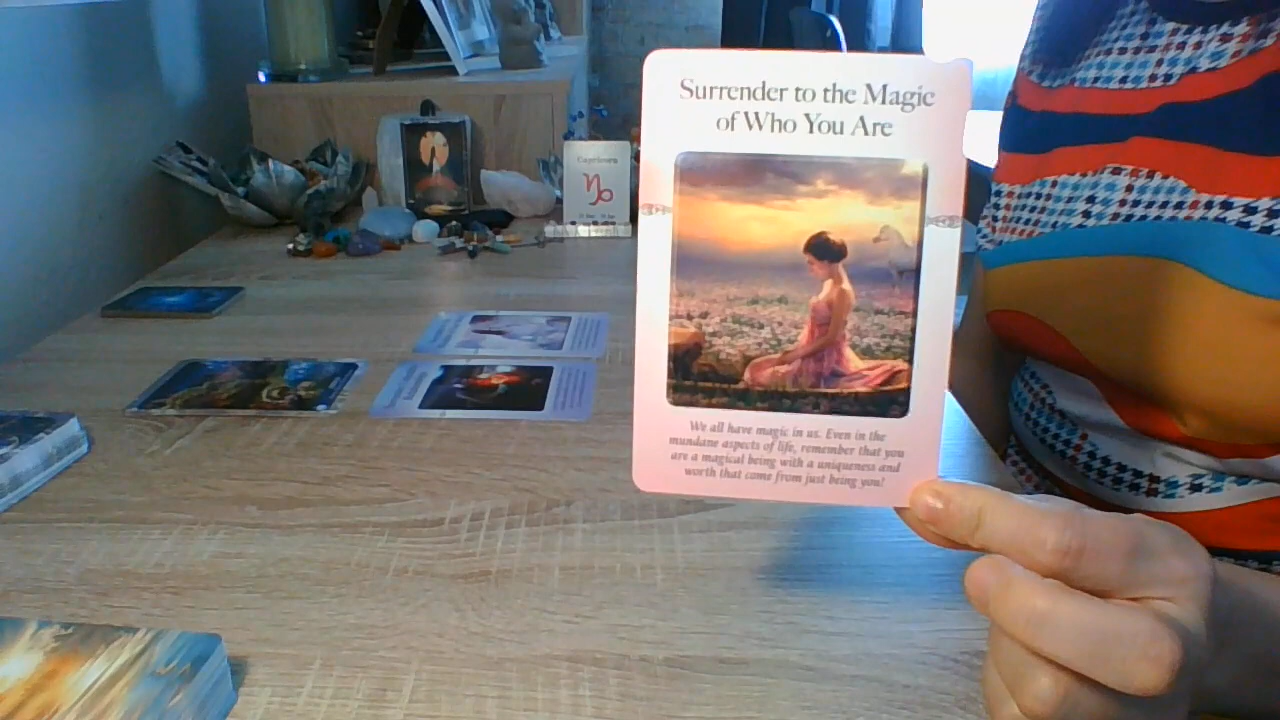 Surrender to the Magic
of Who You Are
We all have magic in us. Even in the
mundane aspects of life, remember that you
are a magical being with a uniqueness and
worth that come from just being you!
Capricorn